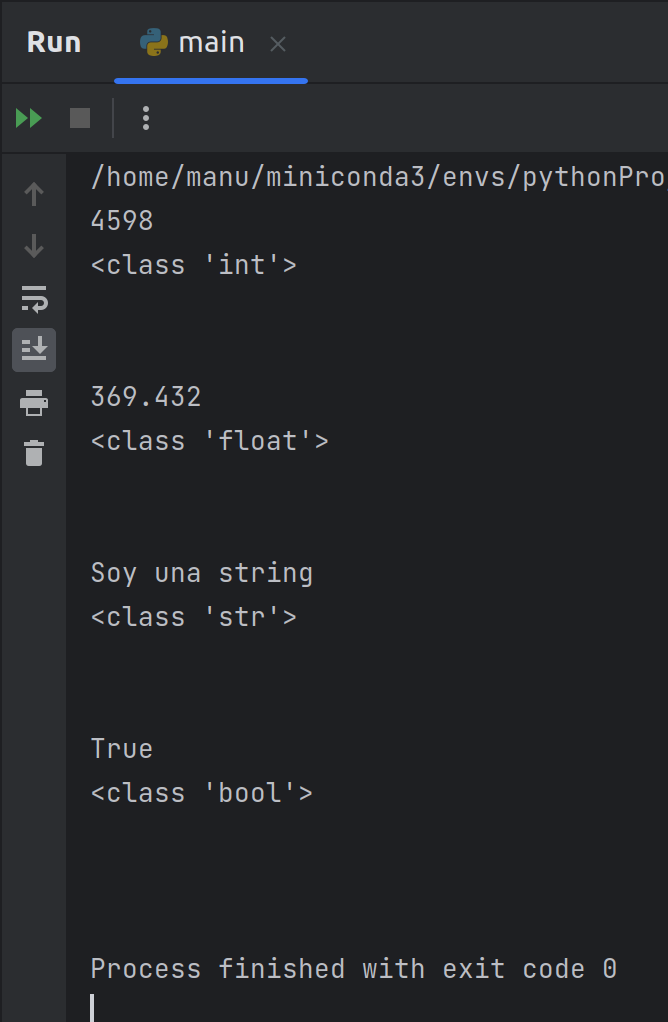 Run main
/home/manu/miniconda3/envs/pythonPro
4598
<class 'int'>
369.432
<class 'float'>
Soy una string
<class 'str'>
True
<class 'bool'>
Process finished with exit code 0